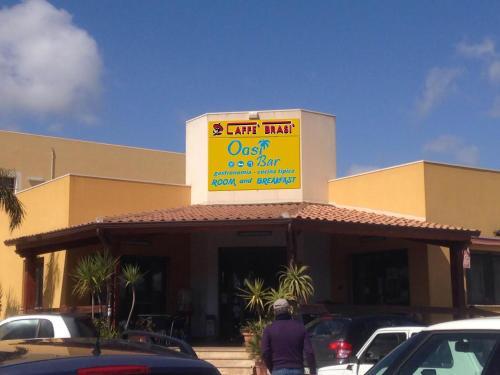 CAFFE' BRASI'
Oasi
Bar
gastronomia - cucina tipica
ROOM and BREAKFAST